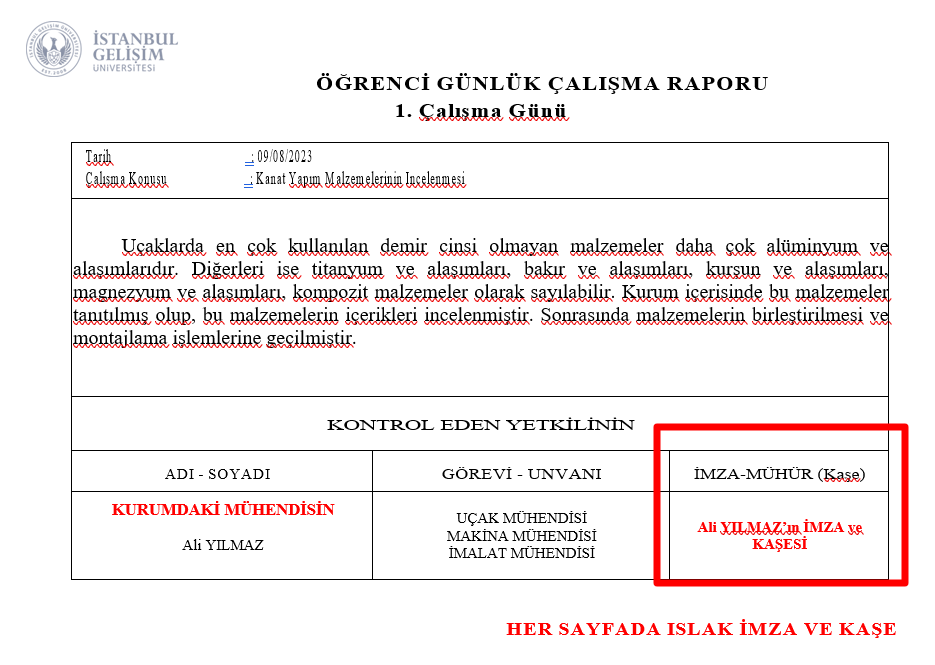 İSTANBUL
GELİŞİM
ÜNİVERSİTESİ
ÖĞRENCİ GÜNLÜK ÇALIŞMA RAPORU
1. Çalışma Günü
Tarih : 09/08/2023
Çalışma Konusu : Kanat Yapım Malzemelerinin Incelenmesi
Uçaklarda en çok kullanılan demir cinsi olmayan malzemeler daha çok alüminyum ve
alaşımlarıdır. Diğerleri ise titanyum ve alaşımları, bakır ve alaşımları, kurşun ve alaşımları,
magnezyum ve alaşımları, kompozit malzemeler olarak sayılabilir. Kurum içerisinde bu malzemeler
tanıtılmış olup, bu malzemelerin içerikleri incelenmiştir. Sonrasında malzemelerin birleştirilmesi ve
montajlama işlemlerine geçilmiştir.
KONTROL EDEN YETKİLİNİN
ADI - SOYADI GÖREVİ - UNVANI İMZA-MÜHÜR (Kaşe)
KURUMDAKİ MÜHENDİSİN
Ali YILMAZ
UÇAK MÜHENDİSİ
MAKİNA MÜHENDİSİ
İMALAT MÜHENDİSİ
Ali YILMAZ’ın İMZA ve
KAŞESİ
HER SAYFADA ISLAK İMZA VE KAŞE